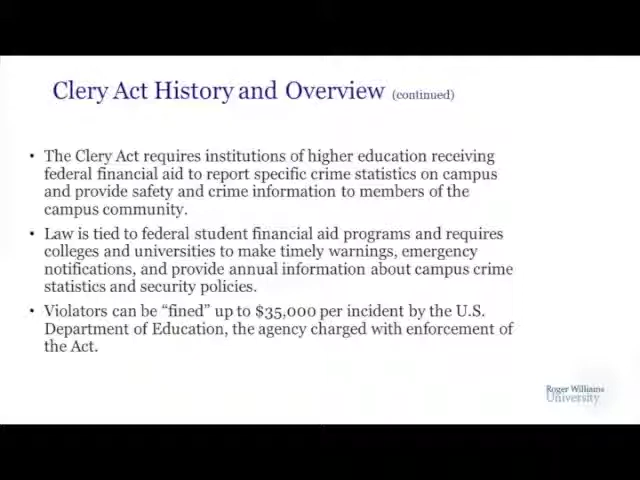 Clery Act History and Overview (continued)
• The Clery Act requires institutions of higher education receiving
federal financial aid to report specific crime statistics on campus
and provide safety and crime information to members of the
campus community.
• Law is tied to federal student financial aid programs and requires
colleges and universities to make timely warnings, emergency
notifications, and provide annual information about campus crime
statistics and security policies.
• Violators can be “fined” up to $35,000 per incident by the U.S.
Department of Education, the agency charged with enforcement of
the Act.
Roger Williams
University